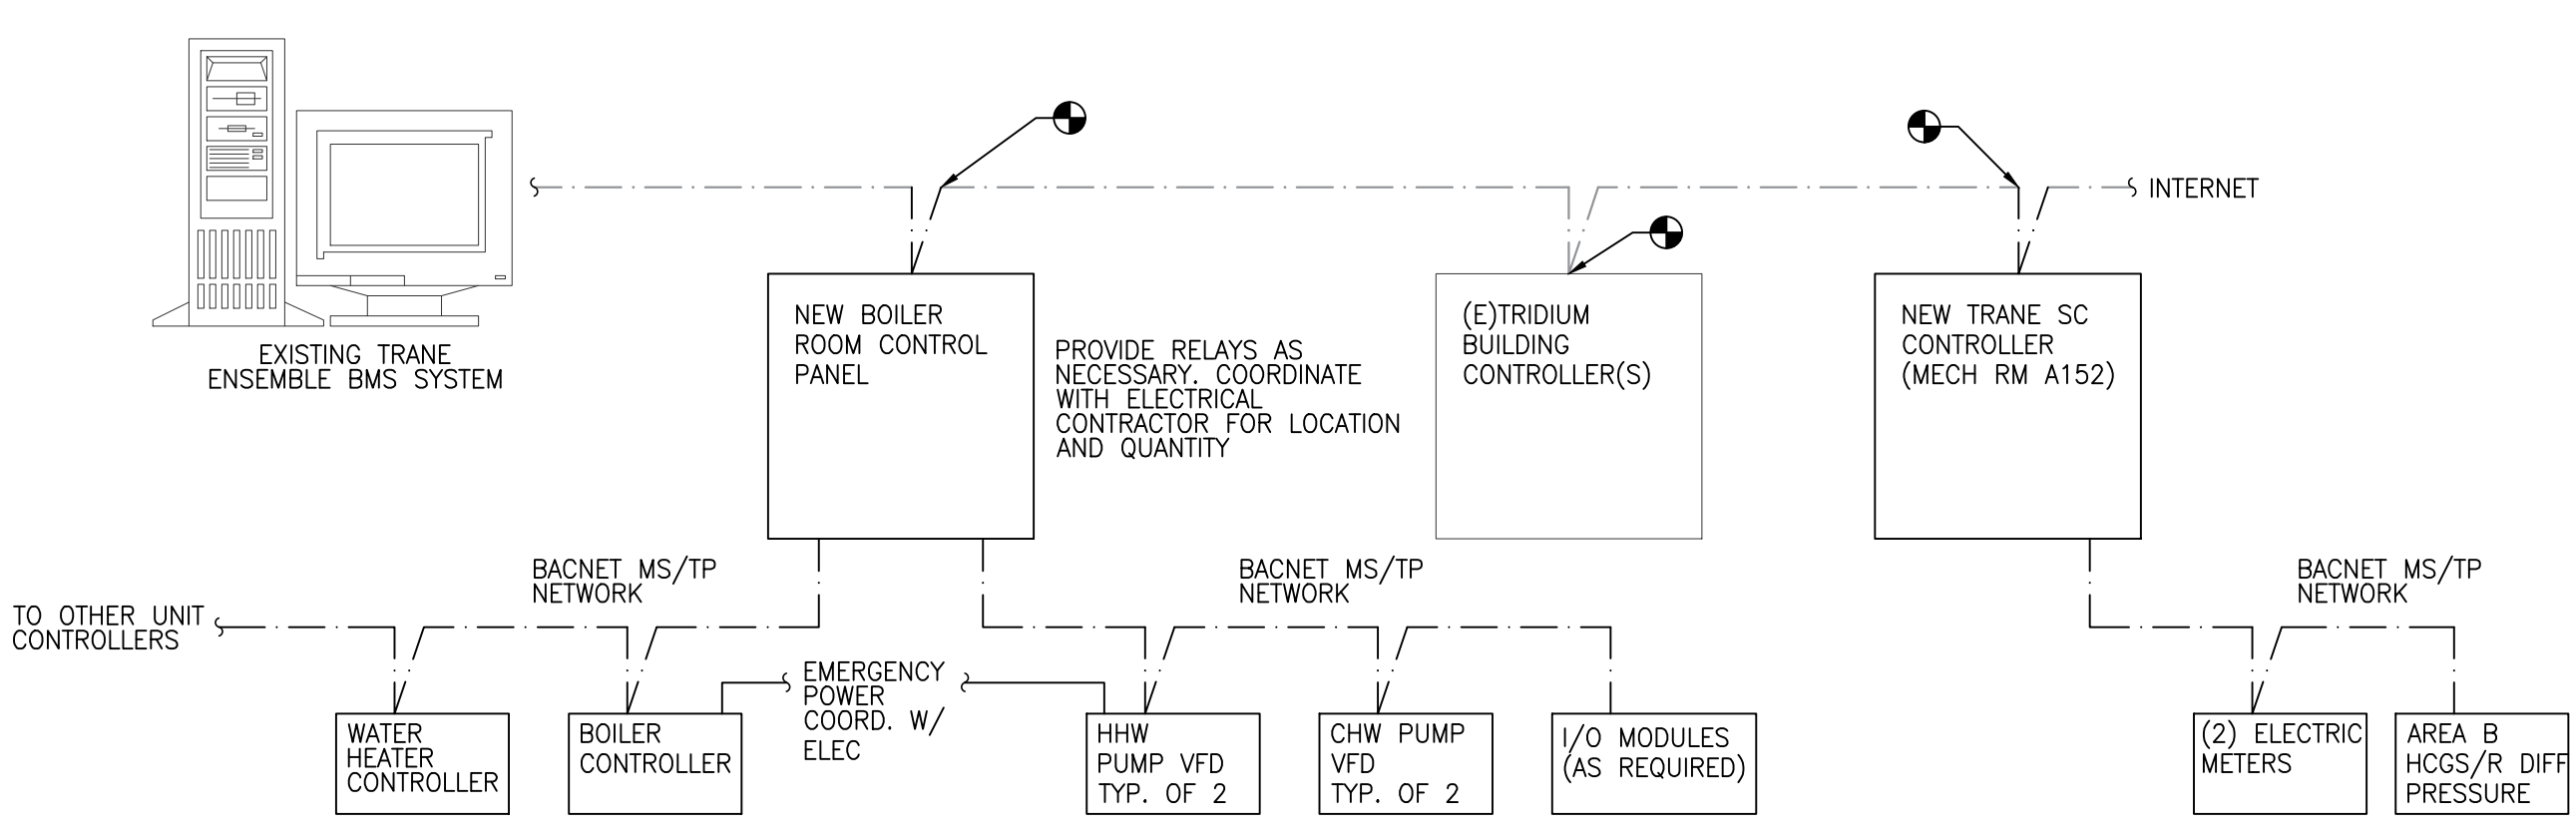 INTERNET
EXISTING TRANE
ENSEMBLE BMS SYSTEM
NEW BOILER
ROOM CONTROL
PANEL
PROVIDE RELAYS AS
NECESSARY. COORDINATE
WITH ELECTRICAL
CONTRACTOR FOR LOCATION
AND QUANTITY
(E)TRIDIUM
BUILDING
CONTROLLER(S)
NEW TRANE SC
CONTROLLER
(MECH RM A152)
TO OTHER UNIT
CONTROLLERS
BACNET MS/TP
NETWORK
BACNET MS/TP
NETWORK
BACNET MS/TP
NETWORK
EMERGENCY
POWER
COORD. W/
ELEC
WATER
HEATER
CONTROLLER
BOILER
CONTROLLER
HHW
PUMP VFD
TYP. OF 2
CHW PUMP
VFD
TYP. OF 2
I/O MODULES
(AS REQUIRED)
(2) ELECTRIC
METERS
AREA B
HCGS/R DIFF
PRESSURE